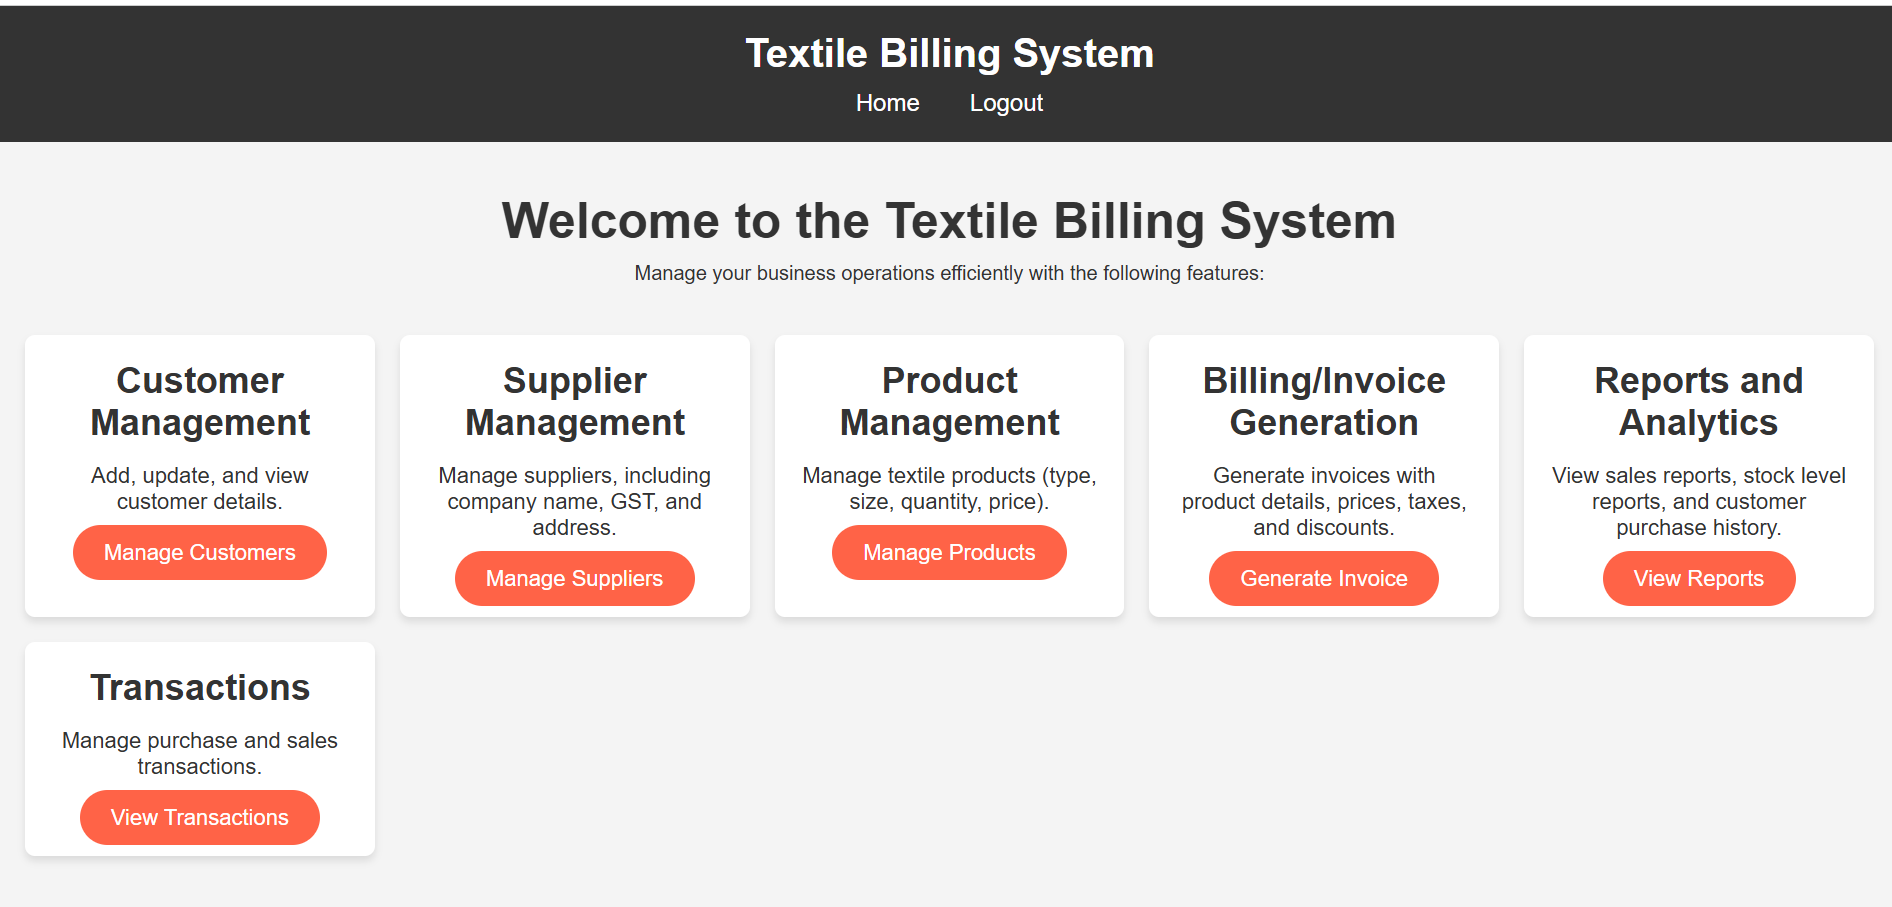 Textile Billing System
Home Logout
Welcome to the Textile Billing System
Manage your business operations efficiently with the following features:
Customer
Management
Add, update, and view
customer details.
Manage Customers
Supplier
Management
Manage suppliers, including
company name, GST, and
address.
Manage Suppliers
Product
Management
Manage textile products (type,
size, quantity, price).
Manage Products
Billing/Invoice
Generation
Generate invoices with
product details, prices, taxes,
and discounts.
Generate Invoice
Reports and
Analytics
View sales reports, stock level
reports, and customer
purchase history.
View Reports
Transactions
Manage purchase and sales
transactions.
View Transactions